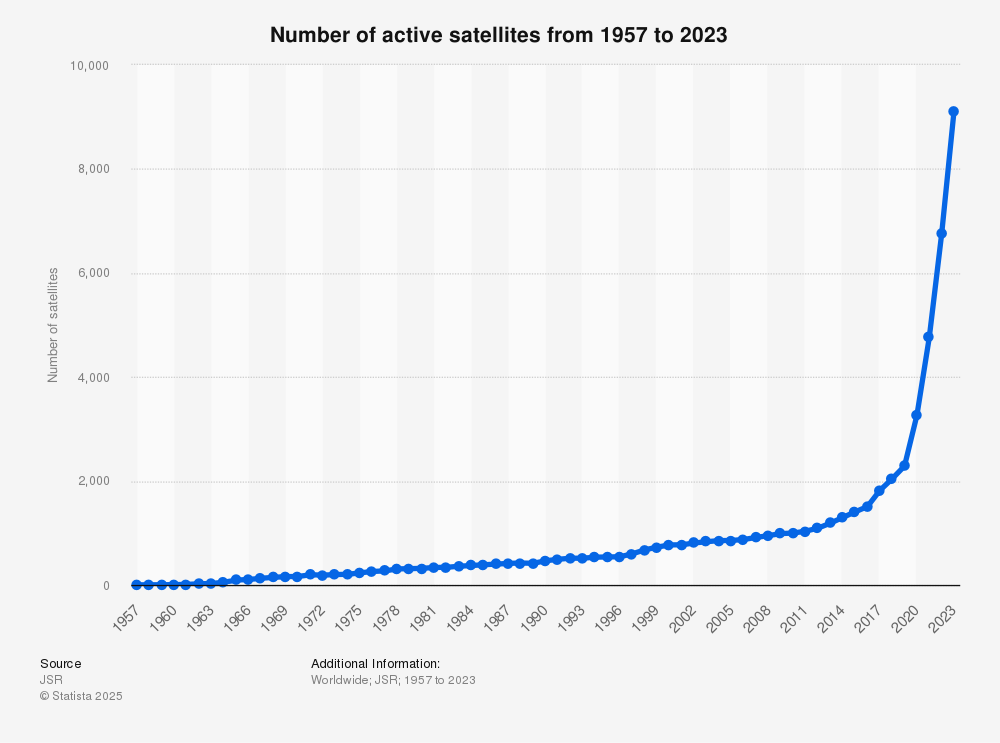 Number of active satellites from 1957 to 2023
10,000
8,000
6,000
4,000
2,000
0
Number of satellites
1957 1960 1963 1966 1969 1972 1975 1978 1981 1984 1987 1990 1993 1996 1999 2002 2005 2008 2011 2014 2017 2020 2023
Source
JSR
© Statista 2025
Additional Information:
Worldwide; JSR; 1957 to 2023